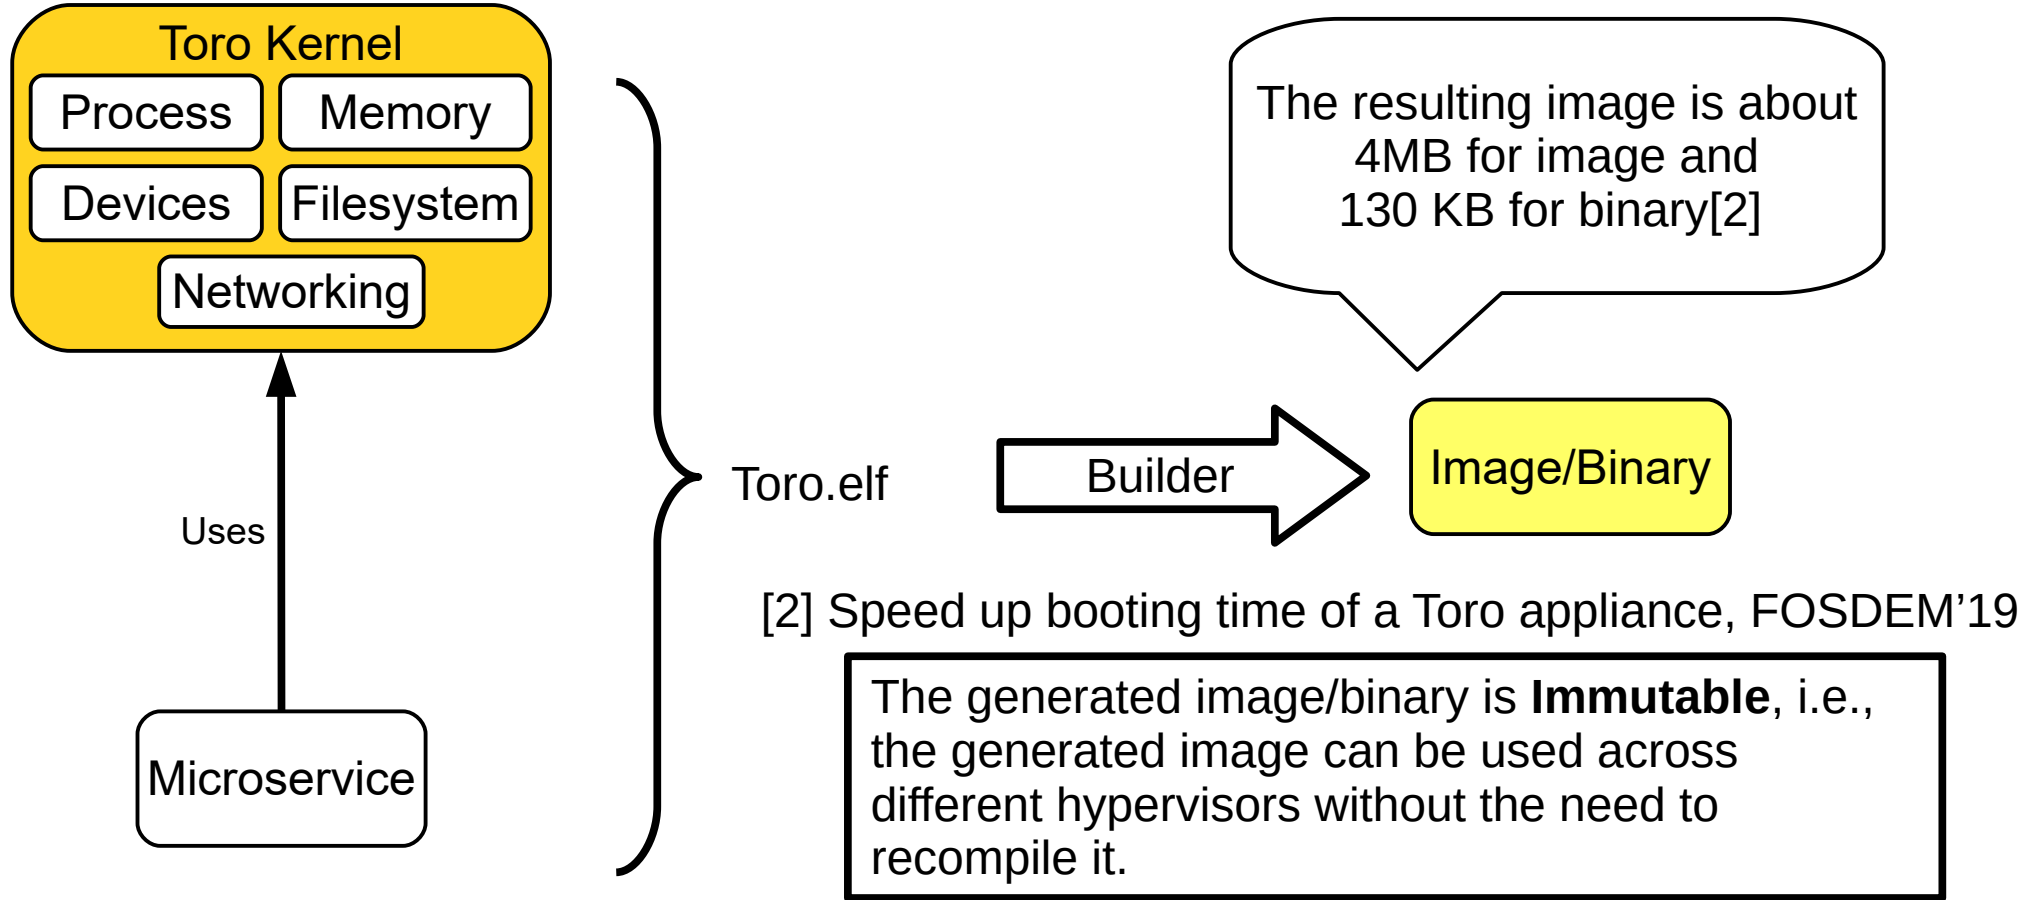 Toro Kernel
Process
Memory
Devices
Filesystem
Networking
Uses
Microservice
Toro.elf
Builder
The resulting image is about
4MB for image and
130 KB for binary[2]
Image/Binary
[2] Speed up booting time of a Toro appliance, FOSDEM’19
The generated image/binary is Immutable, i.e.,
the generated image can be used across
different hypervisors without the need to
recompile it.